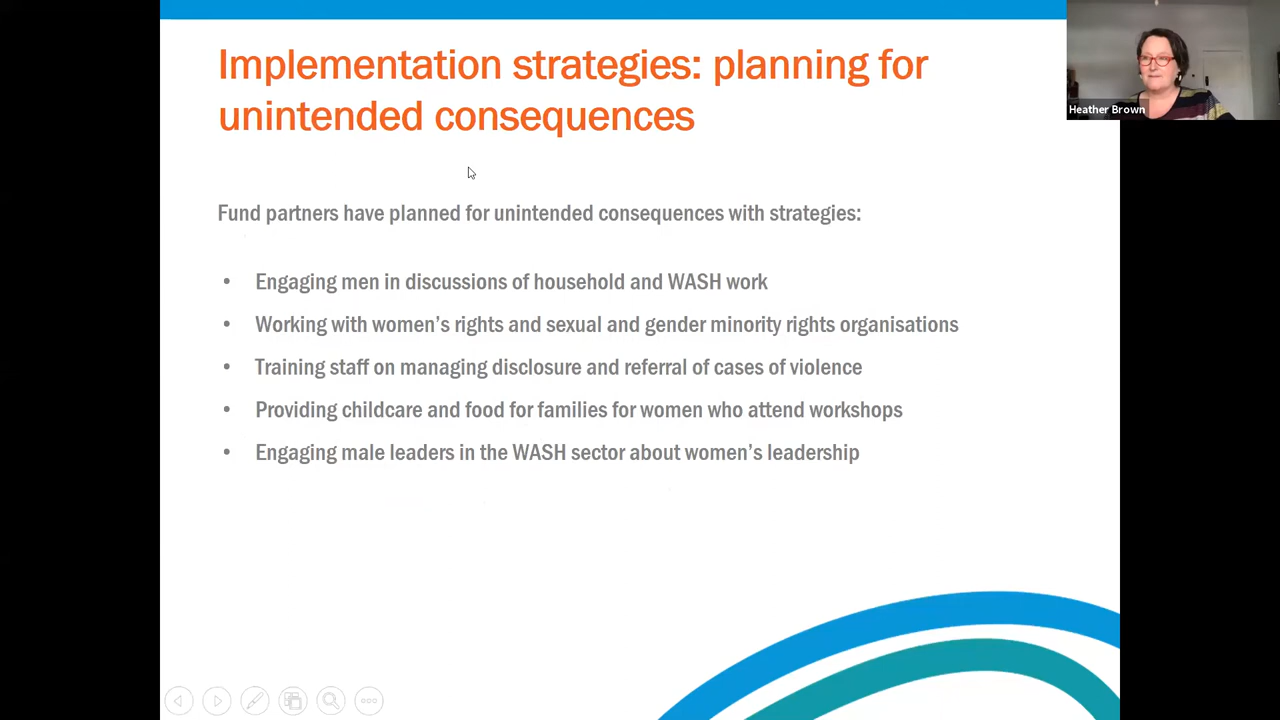 Implementation strategies: planning for
unintended consequences
Heather Brown
Fund partners have planned for unintended consequences with strategies:
• Engaging men in discussions of household and WASH work
• Working with women's rights and sexual and gender minority rights organisations
• Training staff on managing disclosure and referral of cases of violence
• Providing childcare and food for families for women who attend workshops
• Engaging male leaders in the WASH sector about women's leadership